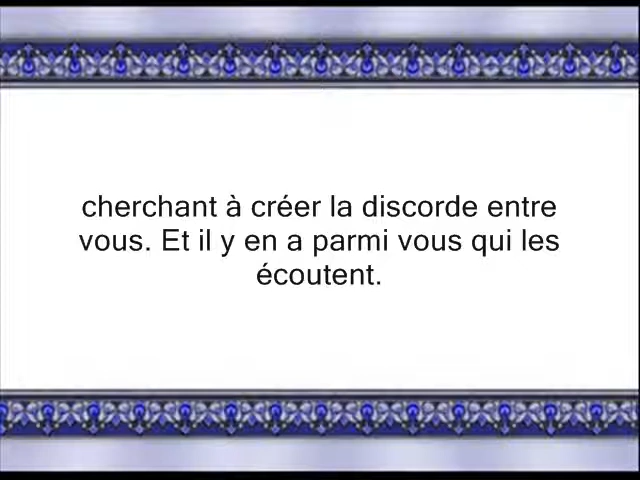 cherchant à créer la discorde entre
vous. Et il y en a parmi vous qui les
écoutent.